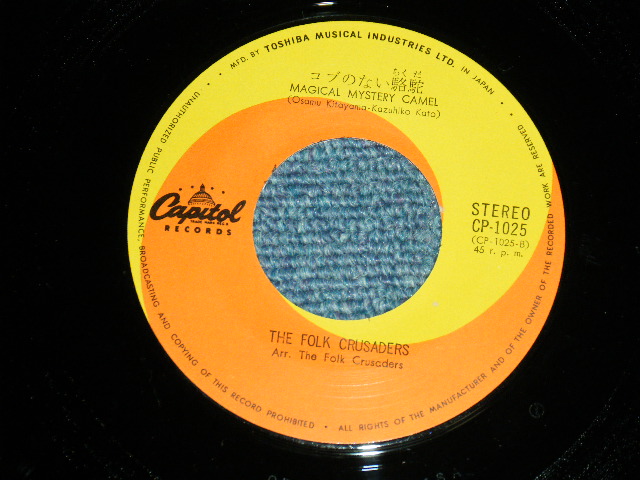 MFD. BY TOSHIBA MUSICAL INDUSTRIES LTD. IN JAPAN •
らくだ
コブのない駱駝
MAGICAL MYSTERY CAMEL
(Osamu Kitayama-Kazuhiko Kato)
Capitol
RECORDS
STEREO
CP-1025
(CP-1025-B)
45 r. p. m.
THE FOLK CRUSADERS
Arr. The Folk Crusaders
UNAUTHORIZED PUBLIC PERFORMANCE, BROADCASTING AND COPYING OF THIS RECORD PROHIBITED • ALL RIGHTS OF THE MANUFACTURER AND OF THE OWNER OF THE RECORDED WORK ARE RESERVED